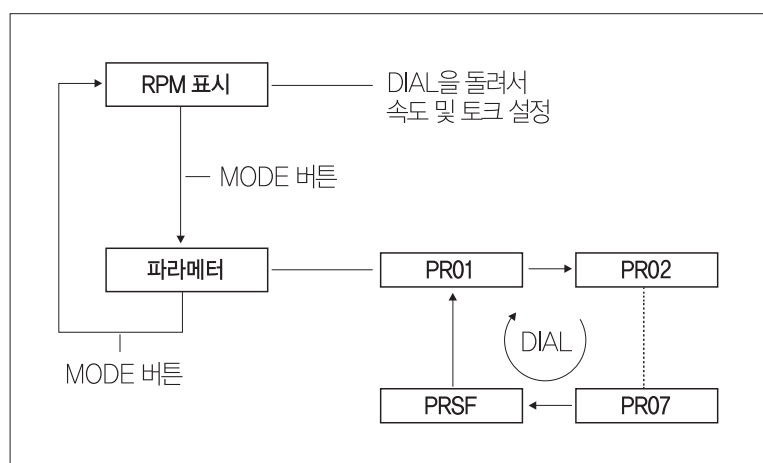 RPM 표시
DIAL을 돌려서
속도 및 토크 설정
MODE 버튼
파라메터
PR01
PR02
DIAL
MODE 버튼
PRSF
PR07